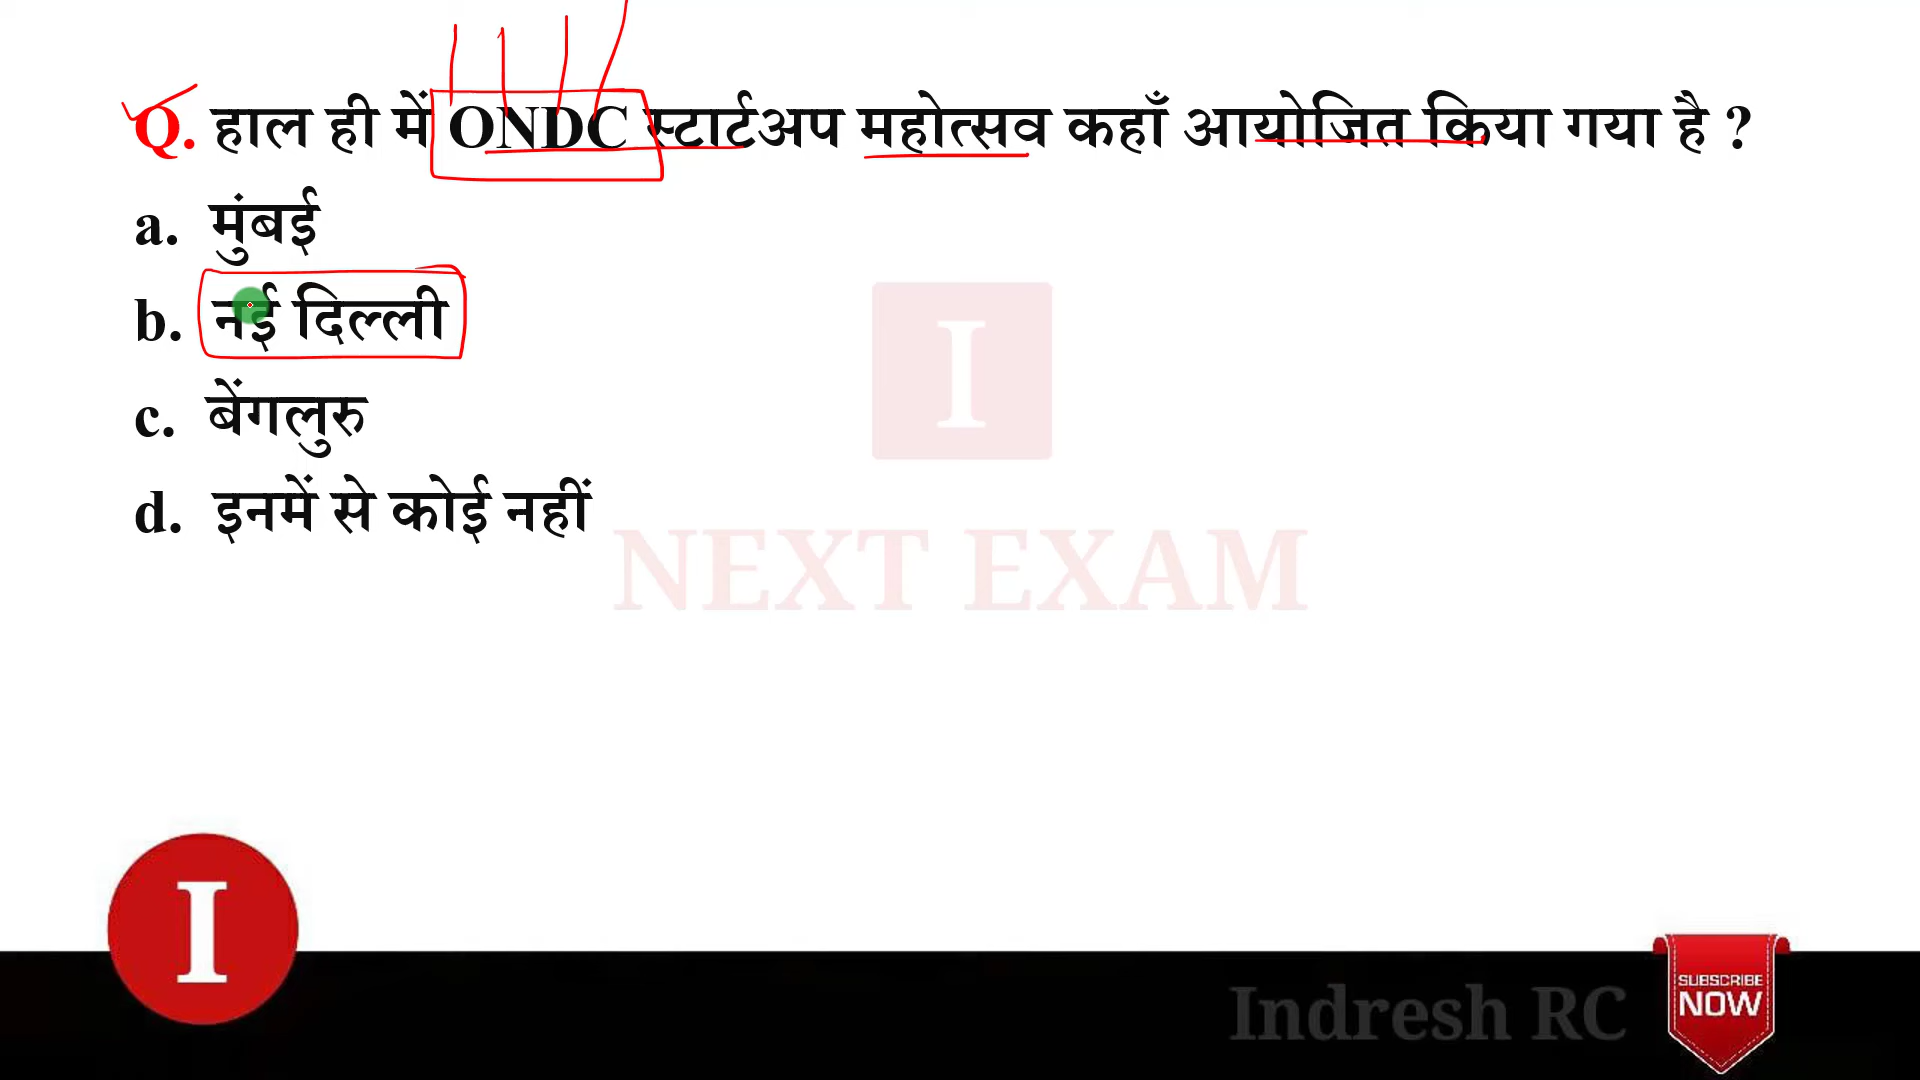 Q. हाल ही में ONDC स्टार्टअप महोत्सव कहाँ आयोजित किया गया है ?
a. मुंबई
b. नई दिल्ली
c. बेंगलुरु
d. इनमें से कोई नहीं
I
NEXT EXAM
I
Indresh RC
SUBSCRIBE
NOW